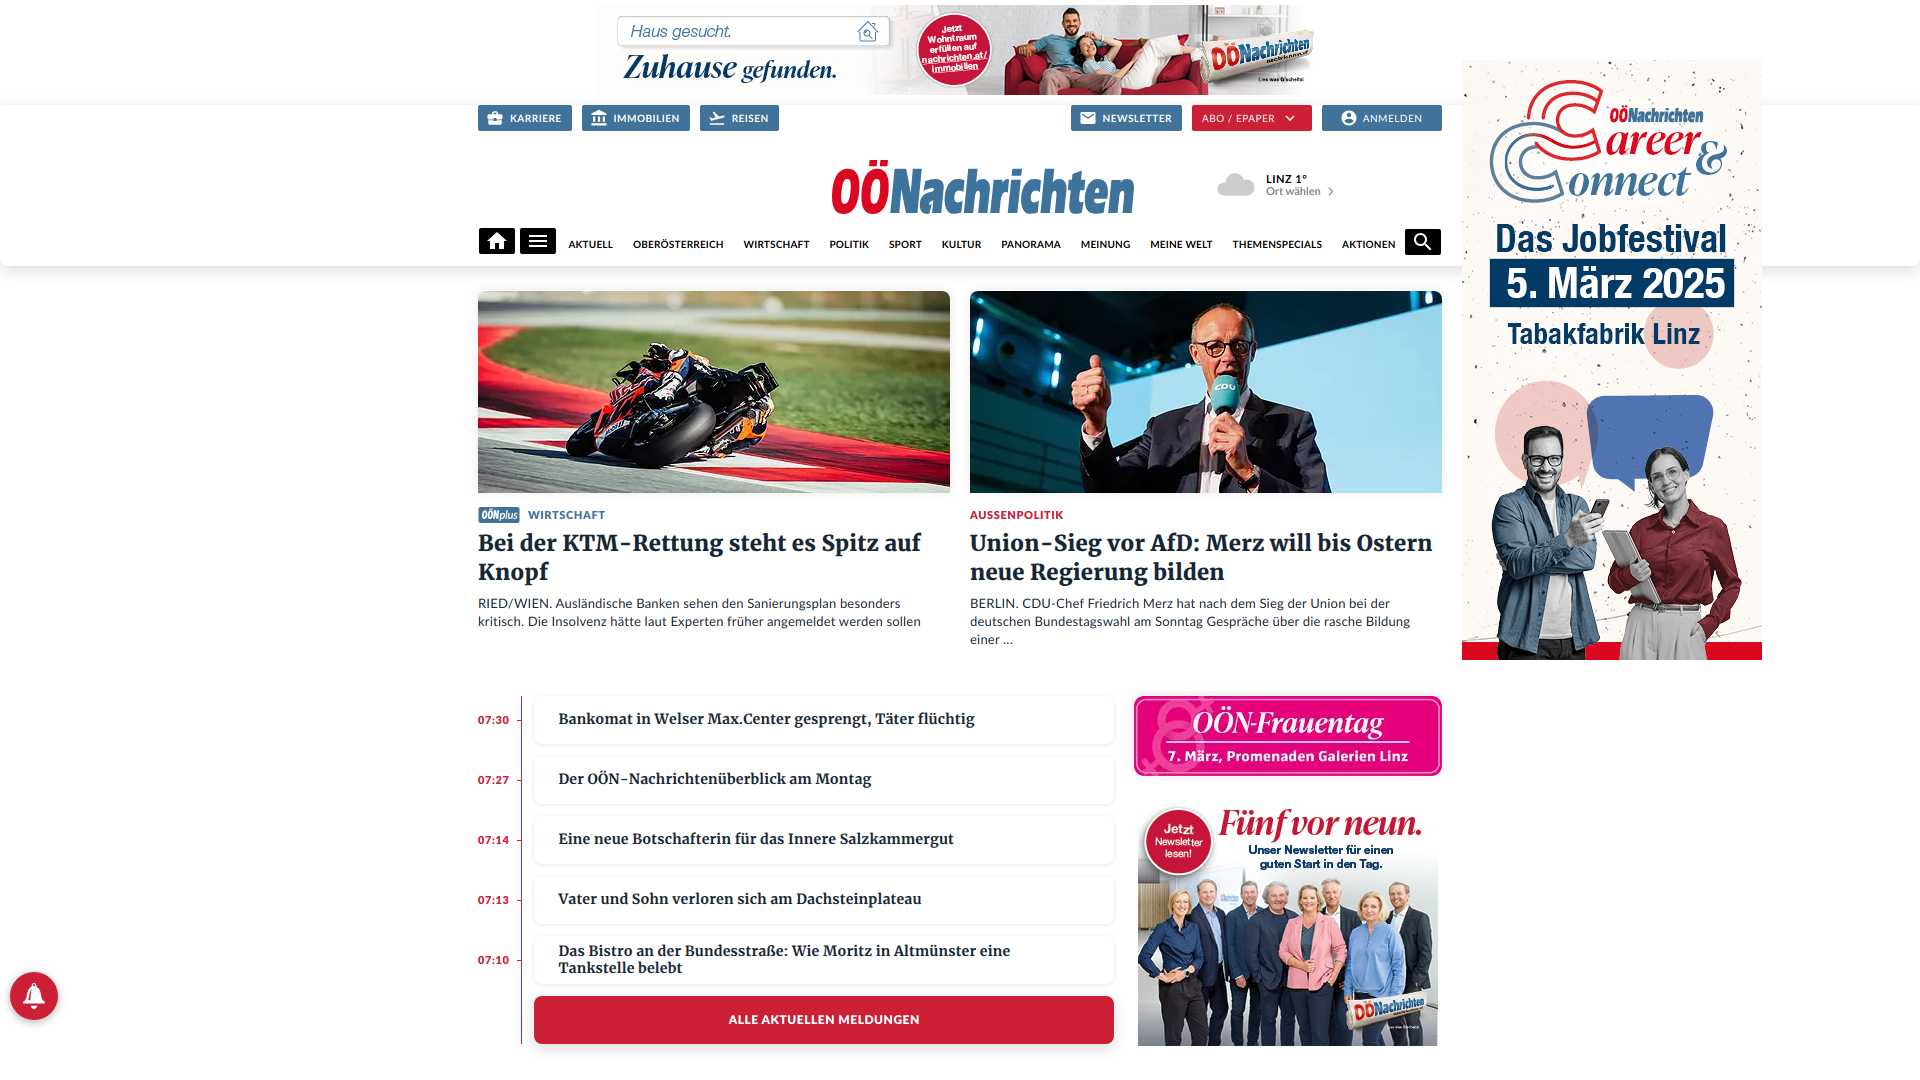 Haus gesucht.
Zuhause gefunden.
Jetzt
Wohntraum
erfüllen auf
nachrichten.at/
immobilien
OÖNachrichten
Lies was G'scheits!
KARRIERE
IMMOBILIEN
REISEN
NEWSLETTER
ABO / EPAPER
ANMELDEN
OÖNachrichten
LINZ 1°
Ort wählen
AKTUELL
OBERÖSTERREICH
WIRTSCHAFT
POLITIK
SPORT
KULTUR
PANORAMA
MEINUNG
MEINE WELT
THEMENSPECIALS
AKTIONEN
OÖNachrichten
Career &
Connect
Das Jobfestival
5. März 2025
Tabakfabrik Linz
CDU
OÖNplus WIRTSCHAFT
Bei der KTM-Rettung steht es Spitz auf
Knopf
RIED/WIEN. Ausländische Banken sehen den Sanierungsplan besonders
kritisch. Die Insolvenz hätte laut Experten früher angemeldet werden sollen
AUSSENPOLITIK
Union-Sieg vor AfD: Merz will bis Ostern
neue Regierung bilden
BERLIN. CDU-Chef Friedrich Merz hat nach dem Sieg der Union bei der
deutschen Bundestagswahl am Sonntag Gespräche über die rasche Bildung
einer ...
07:30 Bankomat in Welser Max.Center gesprengt, Täter flüchtig
07:27 Der OÖN-Nachrichtenüberblick am Montag
07:14 Eine neue Botschafterin für das Innere Salzkammergut
07:13 Vater und Sohn verloren sich am Dachsteinplateau
07:10 Das Bistro an der Bundesstraße: Wie Moritz in Altmünster eine
Tankstelle belebt
ALLE AKTUELLEN MELDUNGEN
OÖN-Frauentag
7. März, Promenaden Galerien Linz
Jetzt
Newsletter
lesen!
Fünf vor neun.
Unser Newsletter für einen
guten Start in den Tag.
OÖNachrichten